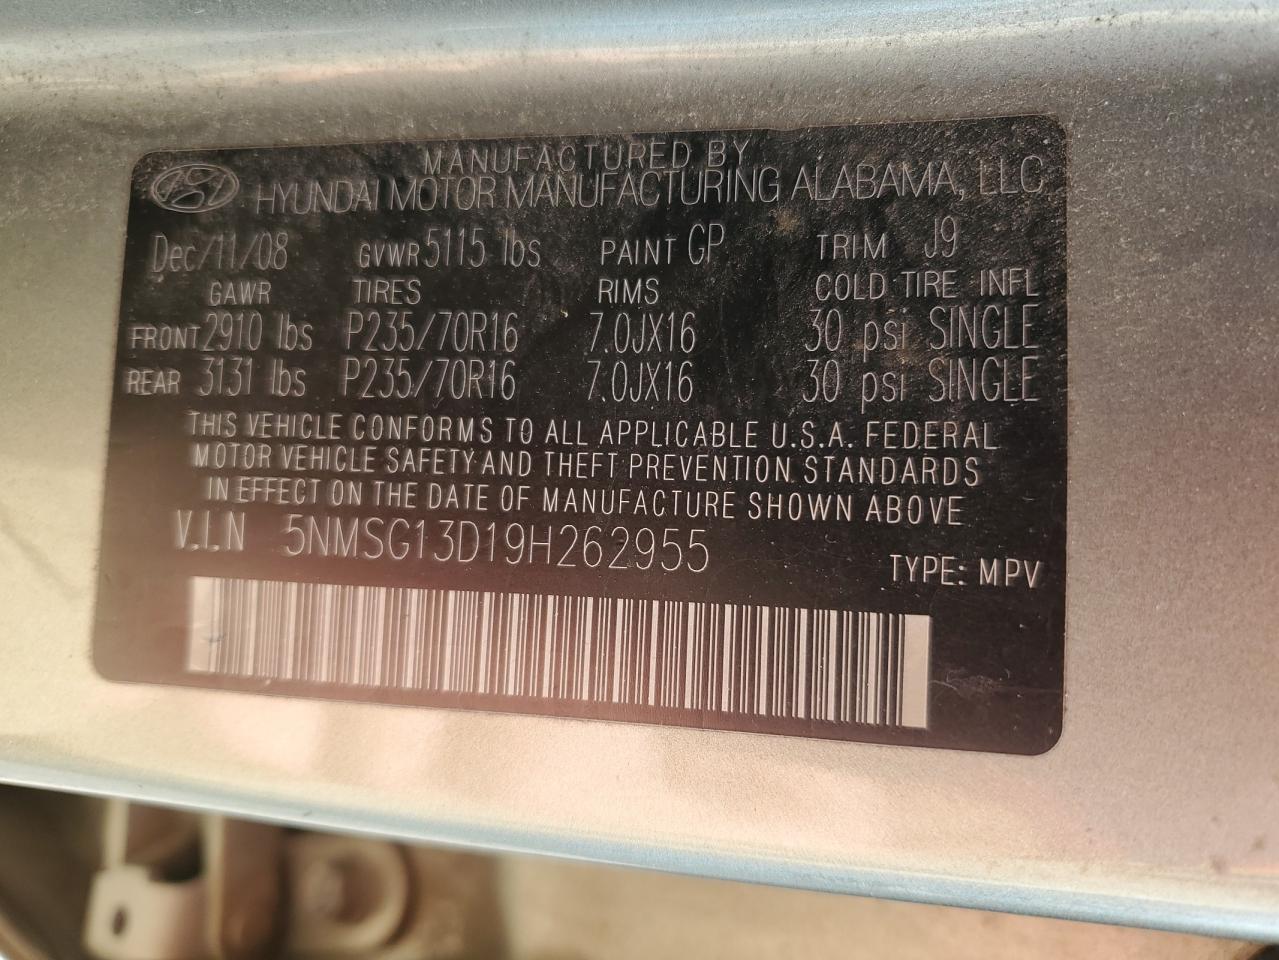 MANUFACTURED BY
HYUNDAI MOTOR MANUFACTURING ALABAMA, LLC
Dec/11/08 GVWR 5115 lbs PAINT GP TRIM J9
GAWR TIRES RIMS COLD TIRE INFL
FRONT 2910 lbs P235/70R16 7.0JX16 30 psi SINGLE
REAR 3131 lbs P235/70R16 7.0JX16 30 psi SINGLE
THIS VEHICLE CONFORMS TO ALL APPLICABLE U.S.A. FEDERAL
MOTOR VEHICLE SAFETY AND THEFT PREVENTION STANDARDS
IN EFFECT ON THE DATE OF MANUFACTURE SHOWN ABOVE
V.I.N 5NMSG13D19H262955
TYPE: MPV